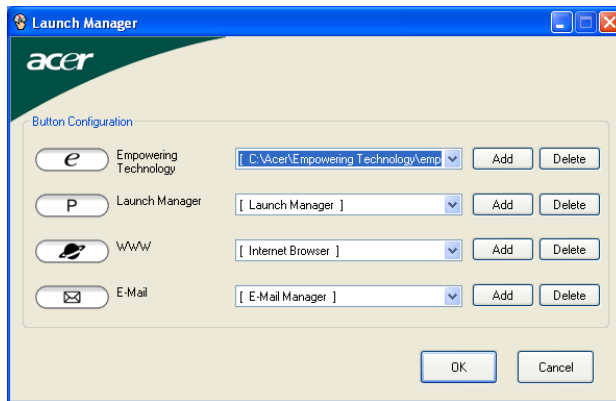 Launch Manager
acer
Button Configuration
e Empowering Technology [ C:\Acer\Empowering Technology\emp Add Delete
P Launch Manager [ Launch Manager ] Add Delete
WWW [ Internet Browser ] Add Delete
E-Mail [ E-Mail Manager ] Add Delete
OK Cancel